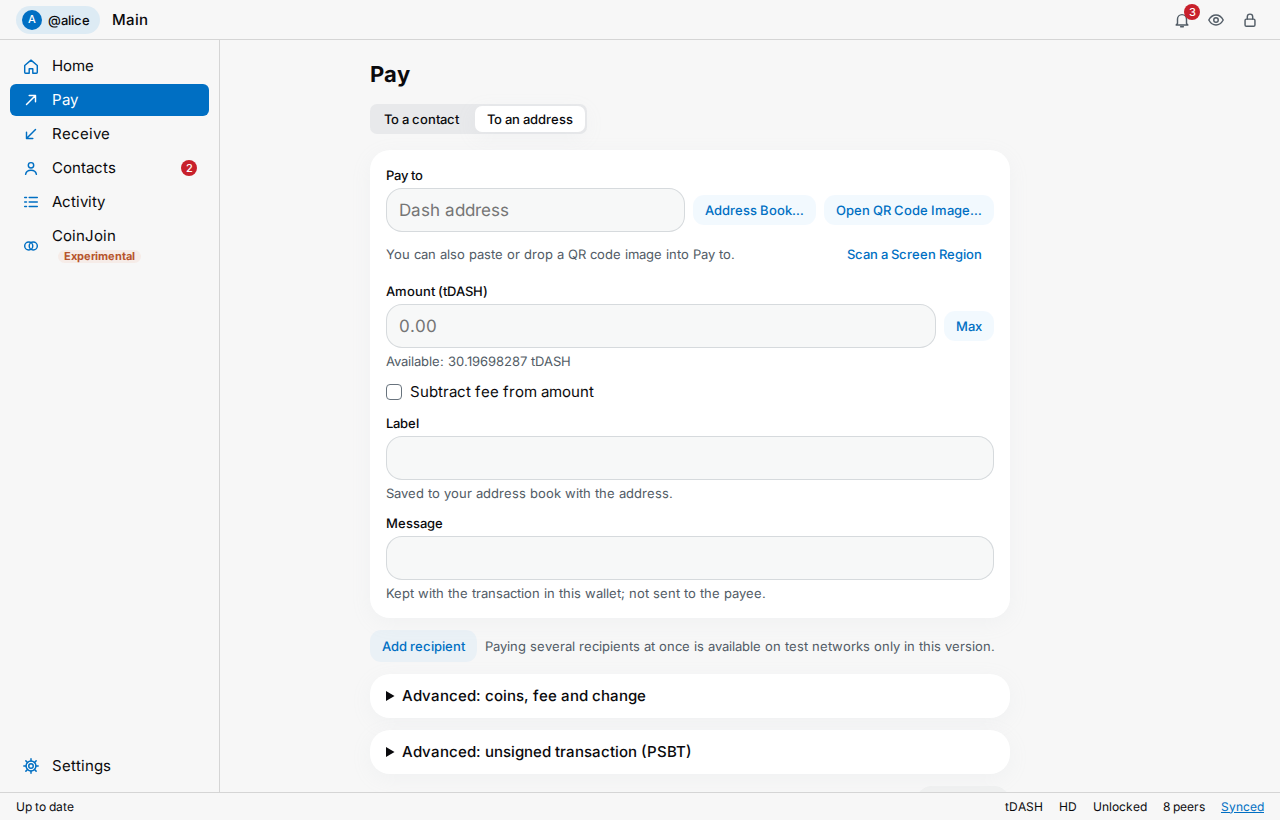 A @alice Main 3
Home
Pay
Receive
Contacts 2
Activity
CoinJoin
Experimental
Settings
Pay
To a contact To an address
Pay to
Dash address Address Book... Open QR Code Image...
You can also paste or drop a QR code image into Pay to. Scan a Screen Region
Amount (tDASH)
0.00 Max
Available: 30.19698287 tDASH
Subtract fee from amount
Label
Saved to your address book with the address.
Message
Kept with the transaction in this wallet; not sent to the payee.
Add recipient Paying several recipients at once is available on test networks only in this version.
Advanced: coins, fee and change
Advanced: unsigned transaction (PSBT)
Up to date tDASH HD Unlocked 8 peers Synced